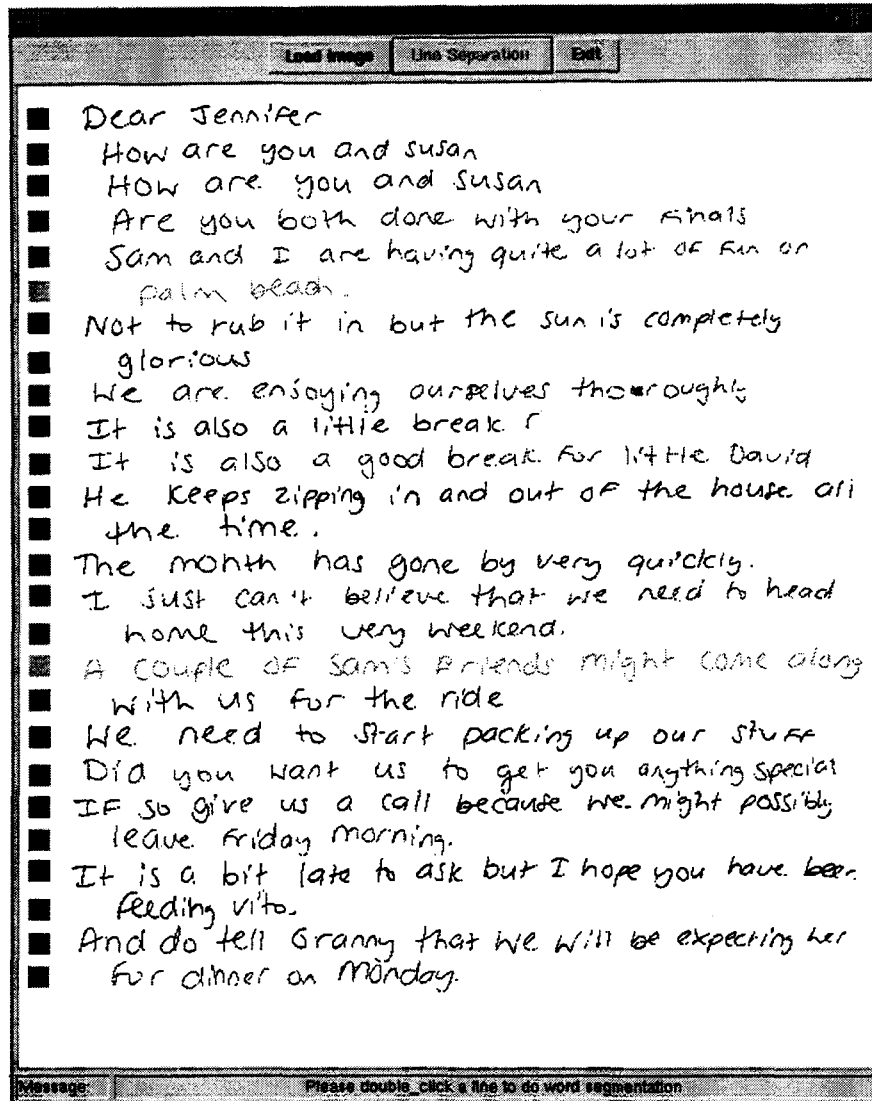 Load Image Line Separation Exit
Dear Jennifer
How are you and susan
How are you and susan
Are you both done with your finals
Sam and I are having quite a lot of fun on
palm beach.
Not to rub it in but the sun is completely
glorious
We are enjoying ourselves thoroughly
It is also a little break f
It is also a good break for little David
He keeps zipping in and out of the house all
the time.
The month has gone by very quickly.
I just can't believe that we need to head
home this very weekend.
A couple of Sam's friends might come along
with us for the ride
We need to start packing up our stuff
Did you want us to get you anything special
If so give us a call because we might possibly
leave Friday morning.
It is a bit late to ask but I hope you have been
feeding vito.
And do tell Granny that we will be expecting her
for dinner on Monday.
Message: Please double_click a line to do word segmentation